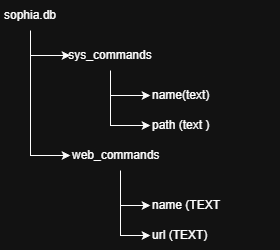 sophia.db
sys_commands
name(text)
path (text )
web_commands
name (TEXT
url (TEXT)